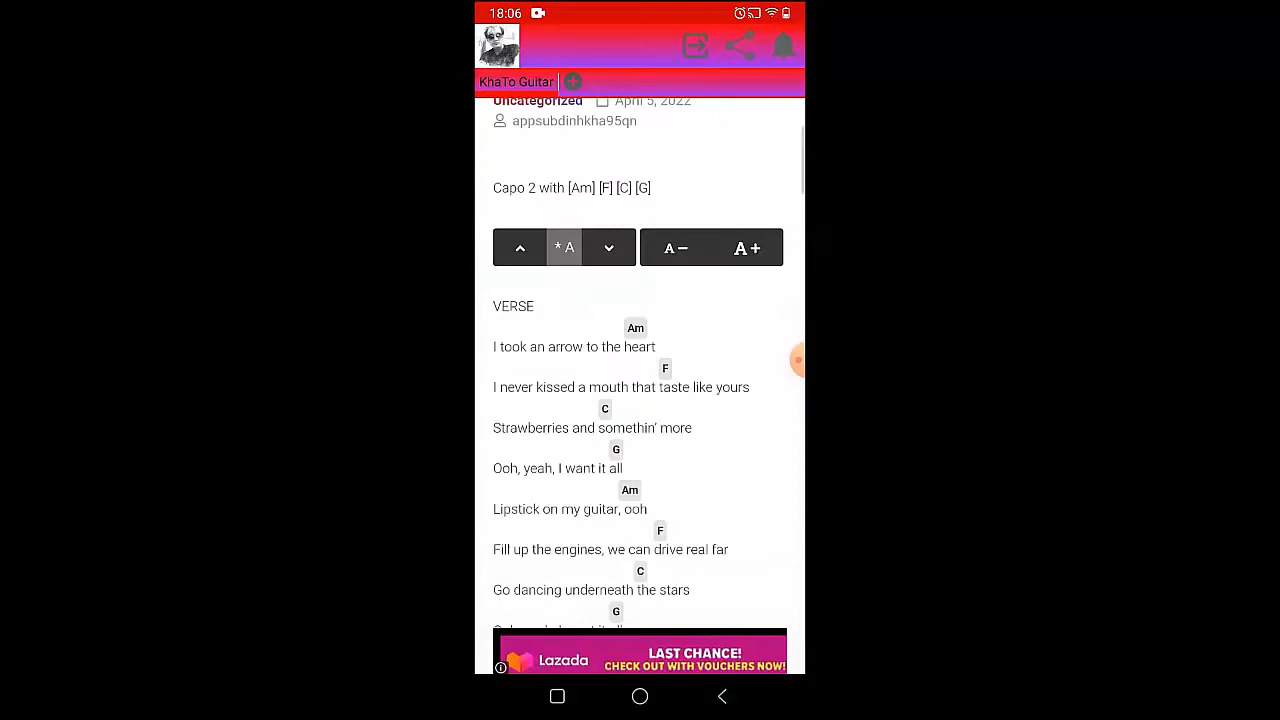 18:06
KhaTo Guitar
Uncategorized April 5, 2022
appsubdinhkha95qn
Capo 2 with [Am] [F] [C] [G]
* A A− A+
VERSE
Am
I took an arrow to the heart
F
I never kissed a mouth that taste like yours
C
Strawberries and somethin' more
G
Ooh, yeah, I want it all
Am
Lipstick on my guitar, ooh
F
Fill up the engines, we can drive real far
C
Go dancing underneath the stars
G
Lazada
LAST CHANCE!
CHECK OUT WITH VOUCHERS NOW!